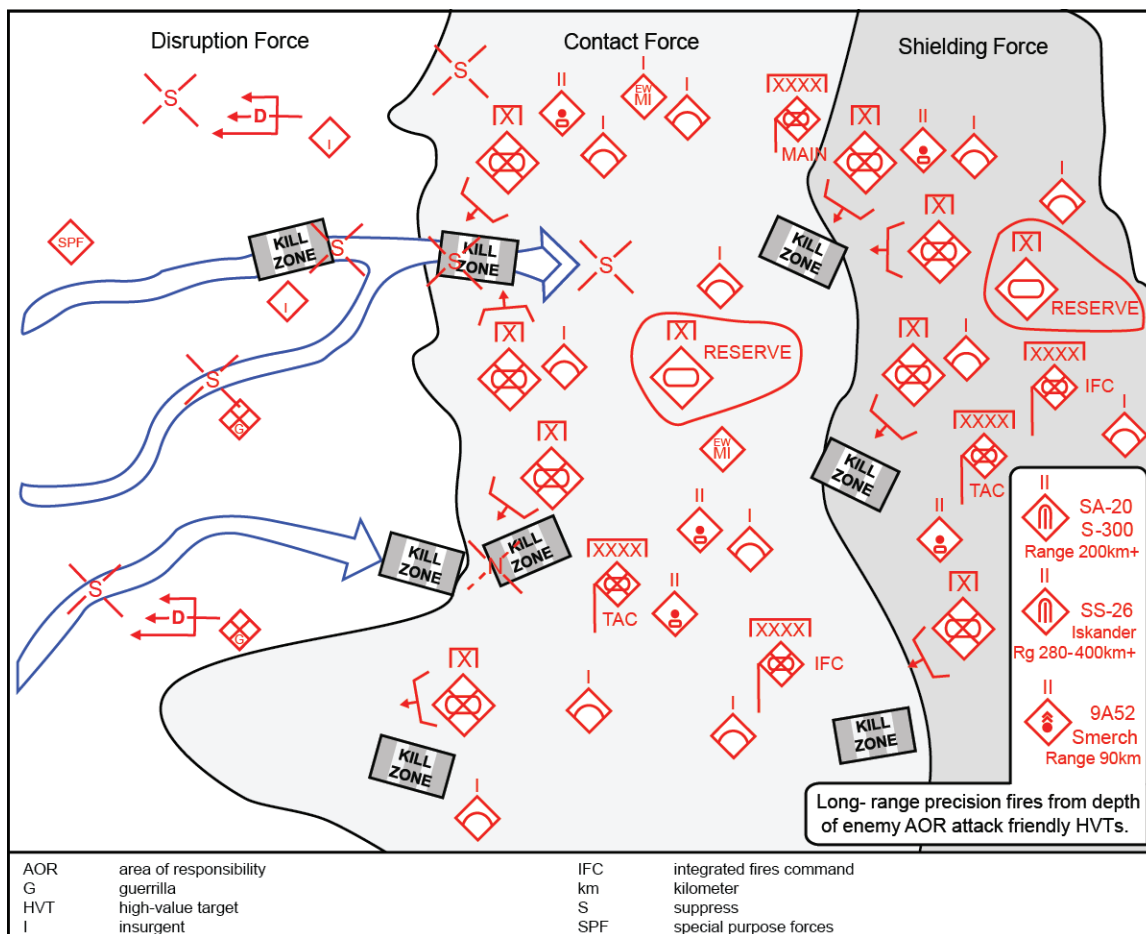 Disruption Force
Contact Force
Shielding Force
S
D
I
SPF
KILL
ZONE
S
I
S
G
S
D
G
KILL
ZONE
S
X
II
I
I
EW
MI
I
XXXX
MAIN
KILL
ZONE
S
S
X
I
I
X
RESERVE
X
EW
MI
KILL
ZONE
N
XXXX
TAC
II
I
II
XXXX
IFC
X
I
I
KILL
ZONE
I
X
II
I
I
KILL
ZONE
X
X
RESERVE
X
I
XXXX
IFC
I
XXXX
TAC
KILL
ZONE
II
X
KILL
ZONE
II
SA-20
S-300
Range 200km+
II
SS-26
Iskander
Rg 280-400km+
II
9A52
Smerch
Range 90km
Long- range precision fires from depth
of enemy AOR attack friendly HVTs.
AOR area of responsibility
G guerrilla
HVT high-value target
I insurgent
IFC integrated fires command
km kilometer
S suppress
SPF special purpose forces